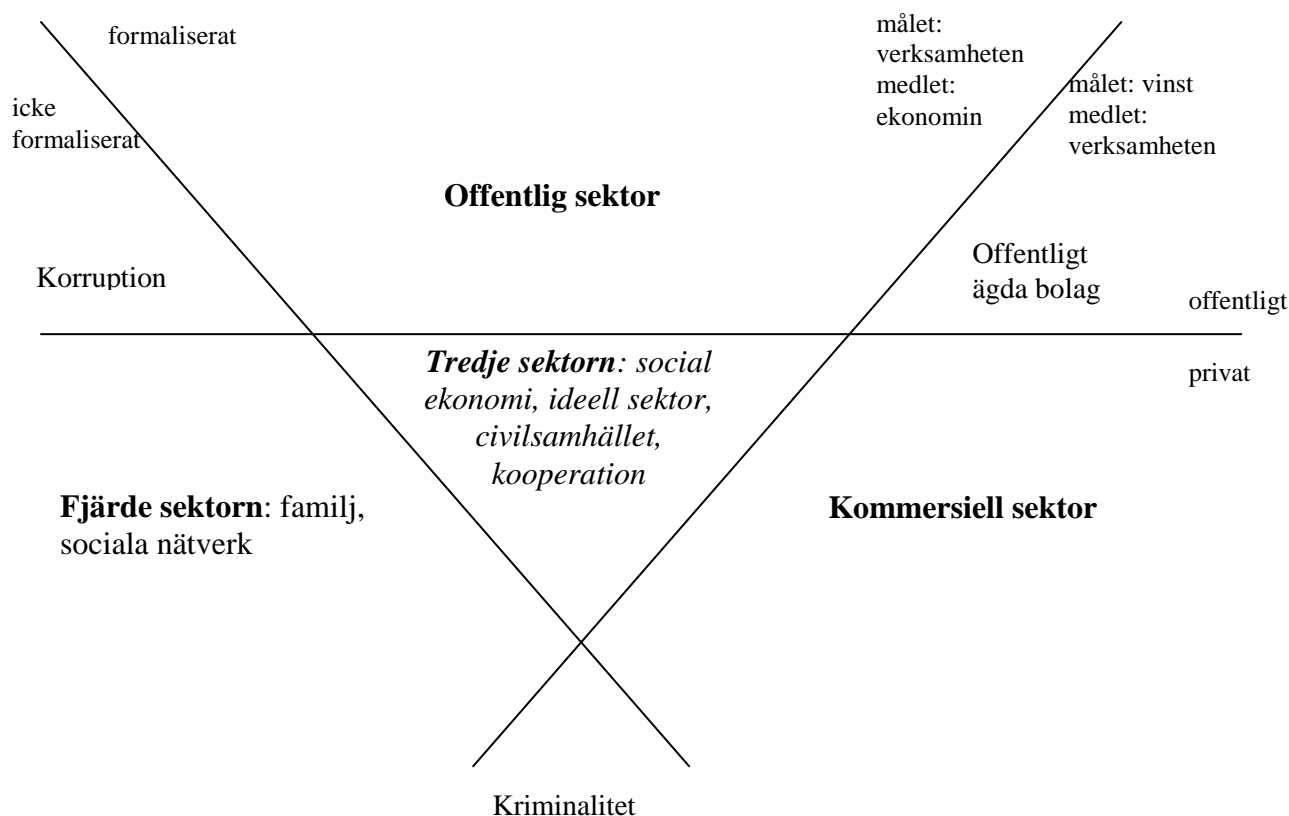 formaliserat
icke
formaliserat
målet:
verksamheten
medlet:
ekonomin
målet: vinst
medlet:
verksamheten
Offentlig sektor
Korruption
Offentligt
ägda bolag
offentligt
privat
Tredje sektorn: social
ekonomi, ideell sektor,
civilsamhället,
kooperation
Fjärde sektorn: familj,
sociala nätverk
Kommersiell sektor
Kriminalitet